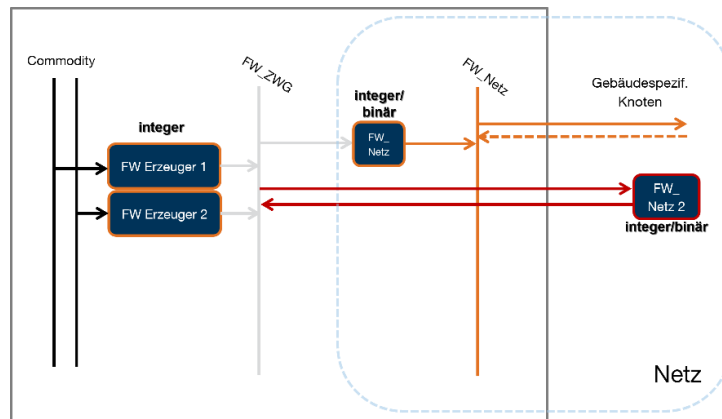 Commodity
FW_ZWG
FW_Netz
Gebäudespezif.
Knoten
integer/
binär
integer
FW_
Netz
FW Erzeuger 1
FW Erzeuger 2
FW_
Netz 2
integer/binär
Netz